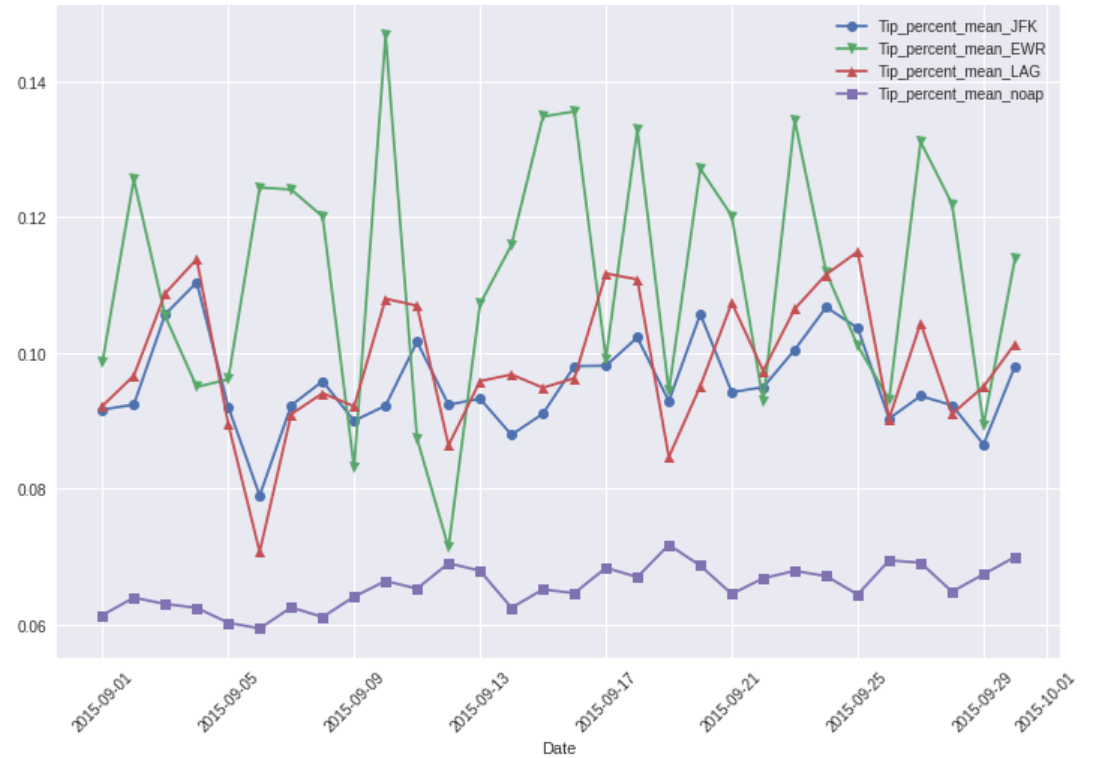 Tip_percent_mean_JFK
Tip_percent_mean_EWR
Tip_percent_mean_LAG
Tip_percent_mean_noap
0.14
0.12
0.10
0.08
0.06
2015-09-01
2015-09-05
2015-09-09
2015-09-13
2015-09-17
2015-09-21
2015-09-25
2015-09-29
2015-10-01
Date